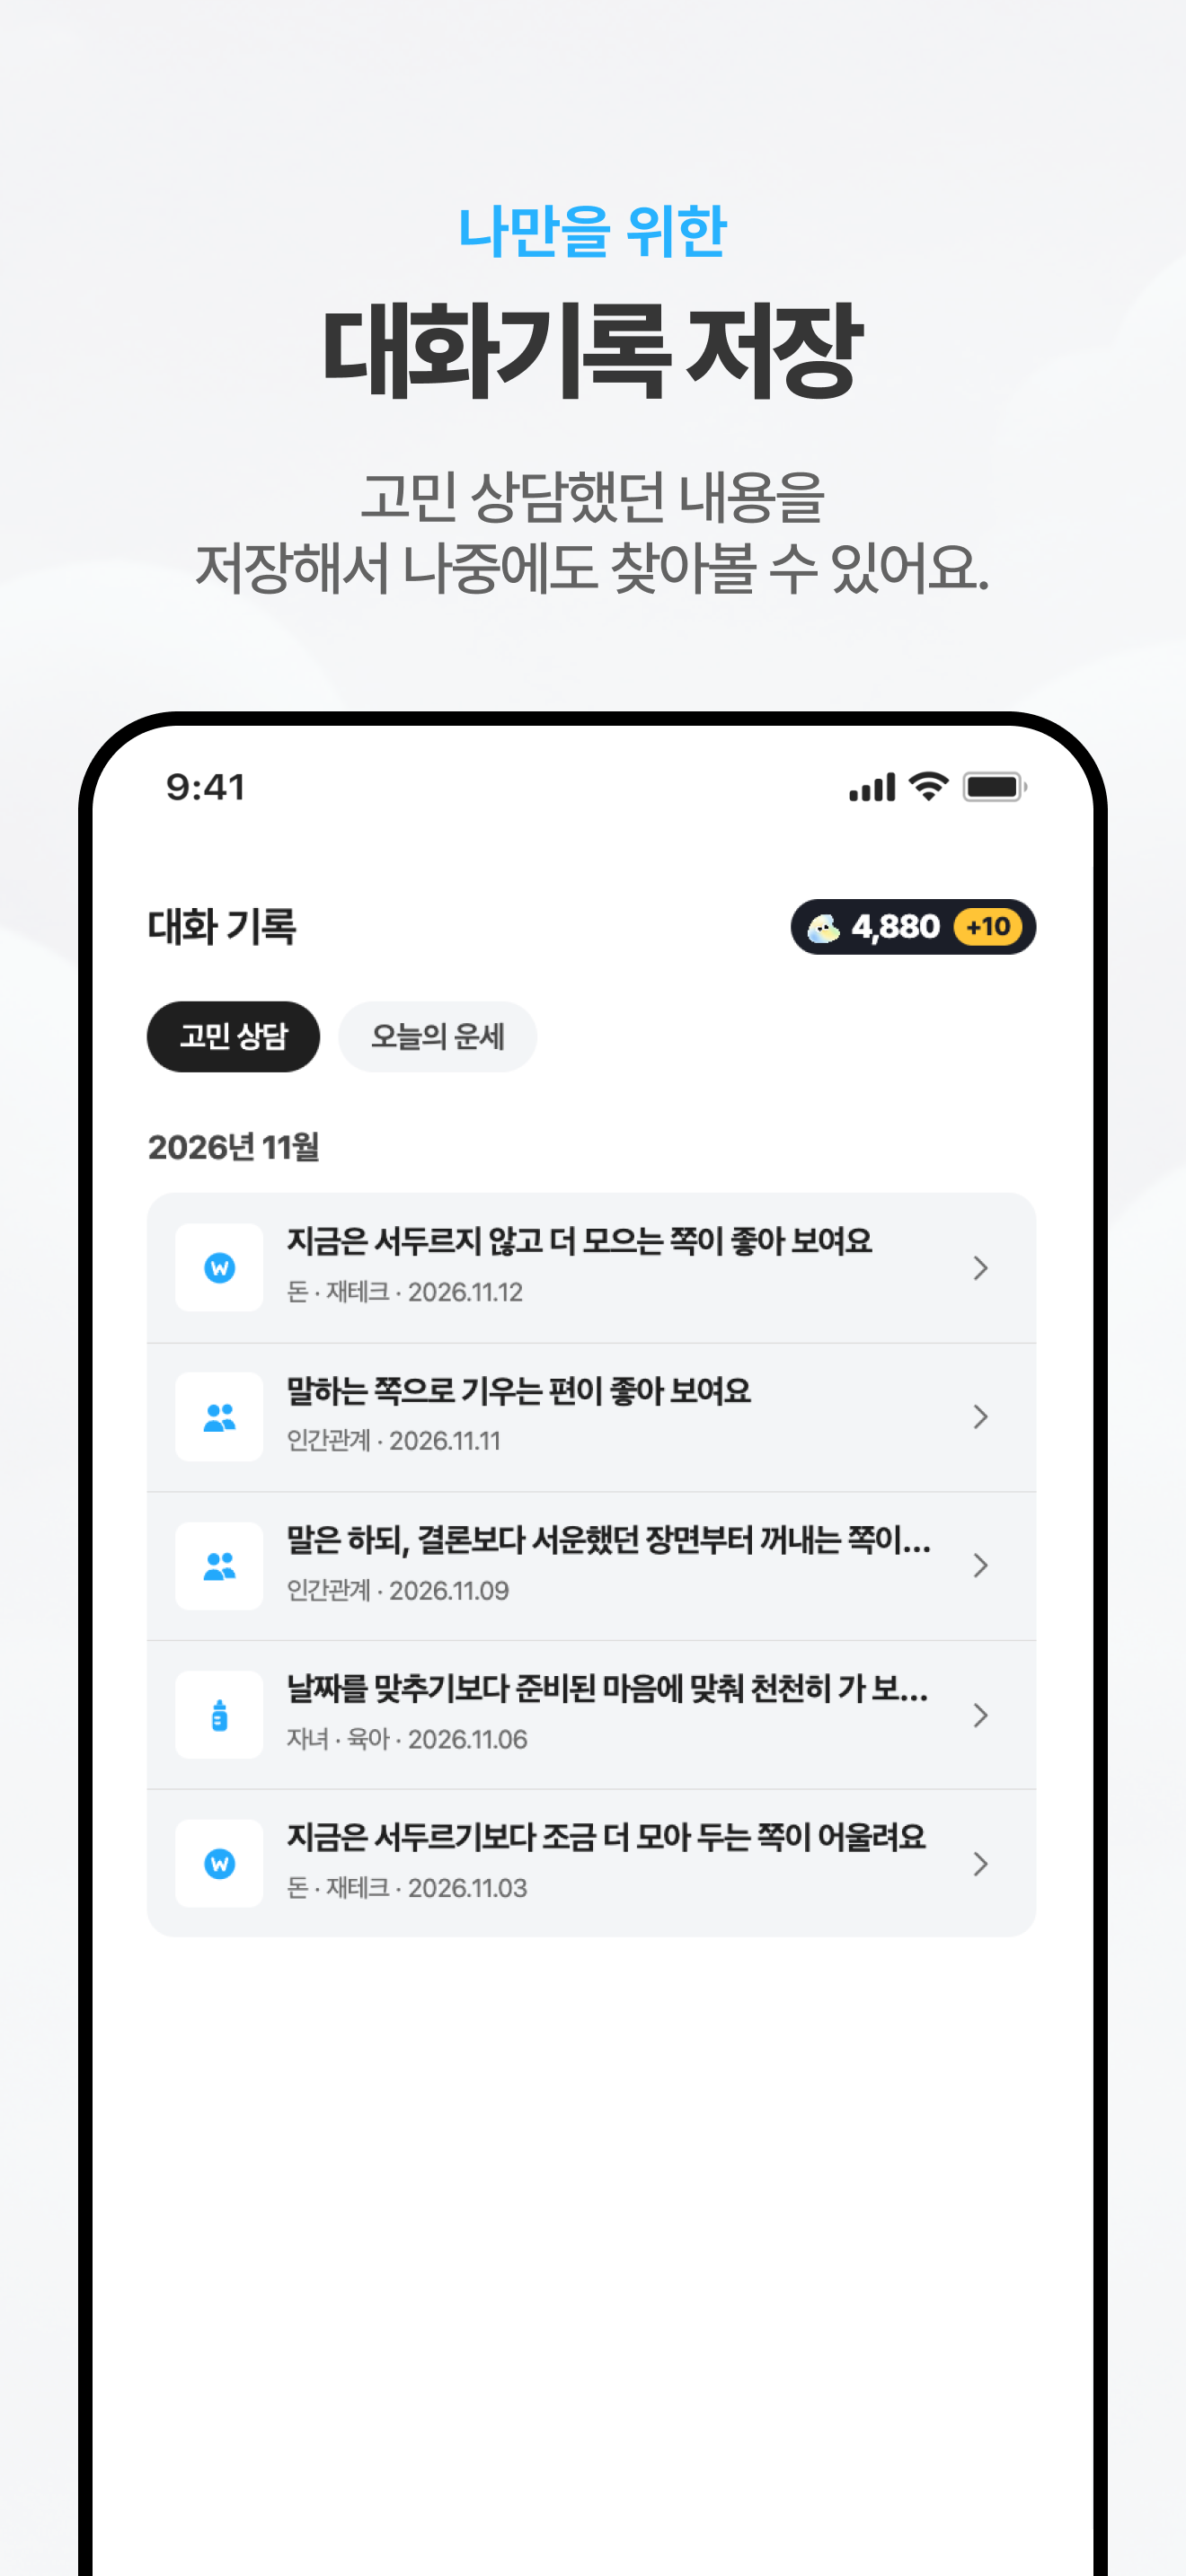 나만을 위한
대화기록 저장
고민 상담했던 내용을
저장해서 나중에도 찾아볼 수 있어요.
9:41
대화 기록
4,880 +10
고민 상담 오늘의 운세
2026년 11월
지금은 서두르지 않고 더 모으는 쪽이 좋아 보여요
돈 · 재테크 · 2026.11.12
말하는 쪽으로 기우는 편이 좋아 보여요
인간관계 · 2026.11.11
말은 하되, 결론보다 서운했던 장면부터 꺼내는 쪽이...
인간관계 · 2026.11.09
날짜를 맞추기보다 준비된 마음에 맞춰 천천히 가 보...
자녀 · 육아 · 2026.11.06
지금은 서두르기보다 조금 더 모아 두는 쪽이 어울려요
돈 · 재테크 · 2026.11.03